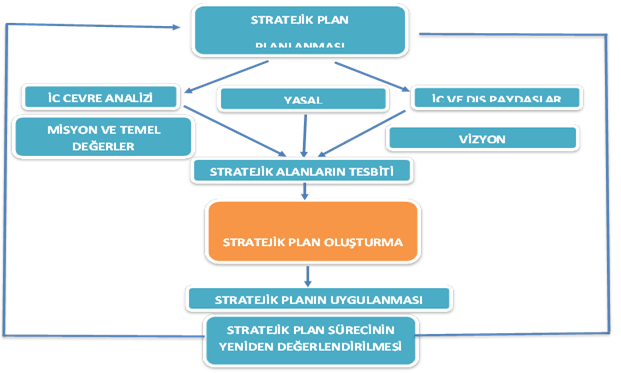 STRATEJİK PLAN
PLANLANMASI
İC CEVRE ANALİZİ
YASAL
İC VE DIS PAYDASLAR
MİSYON VE TEMEL
DEĞERLER
VİZYON
STRATEJİK ALANLARIN TESBİTİ
STRATEJİK PLAN OLUŞTURMA
STRATEJİK PLANIN UYGULANMASI
STRATEJİK PLAN SÜRECİNİN
YENİDEN DEĞERLENDİRİLMESİ